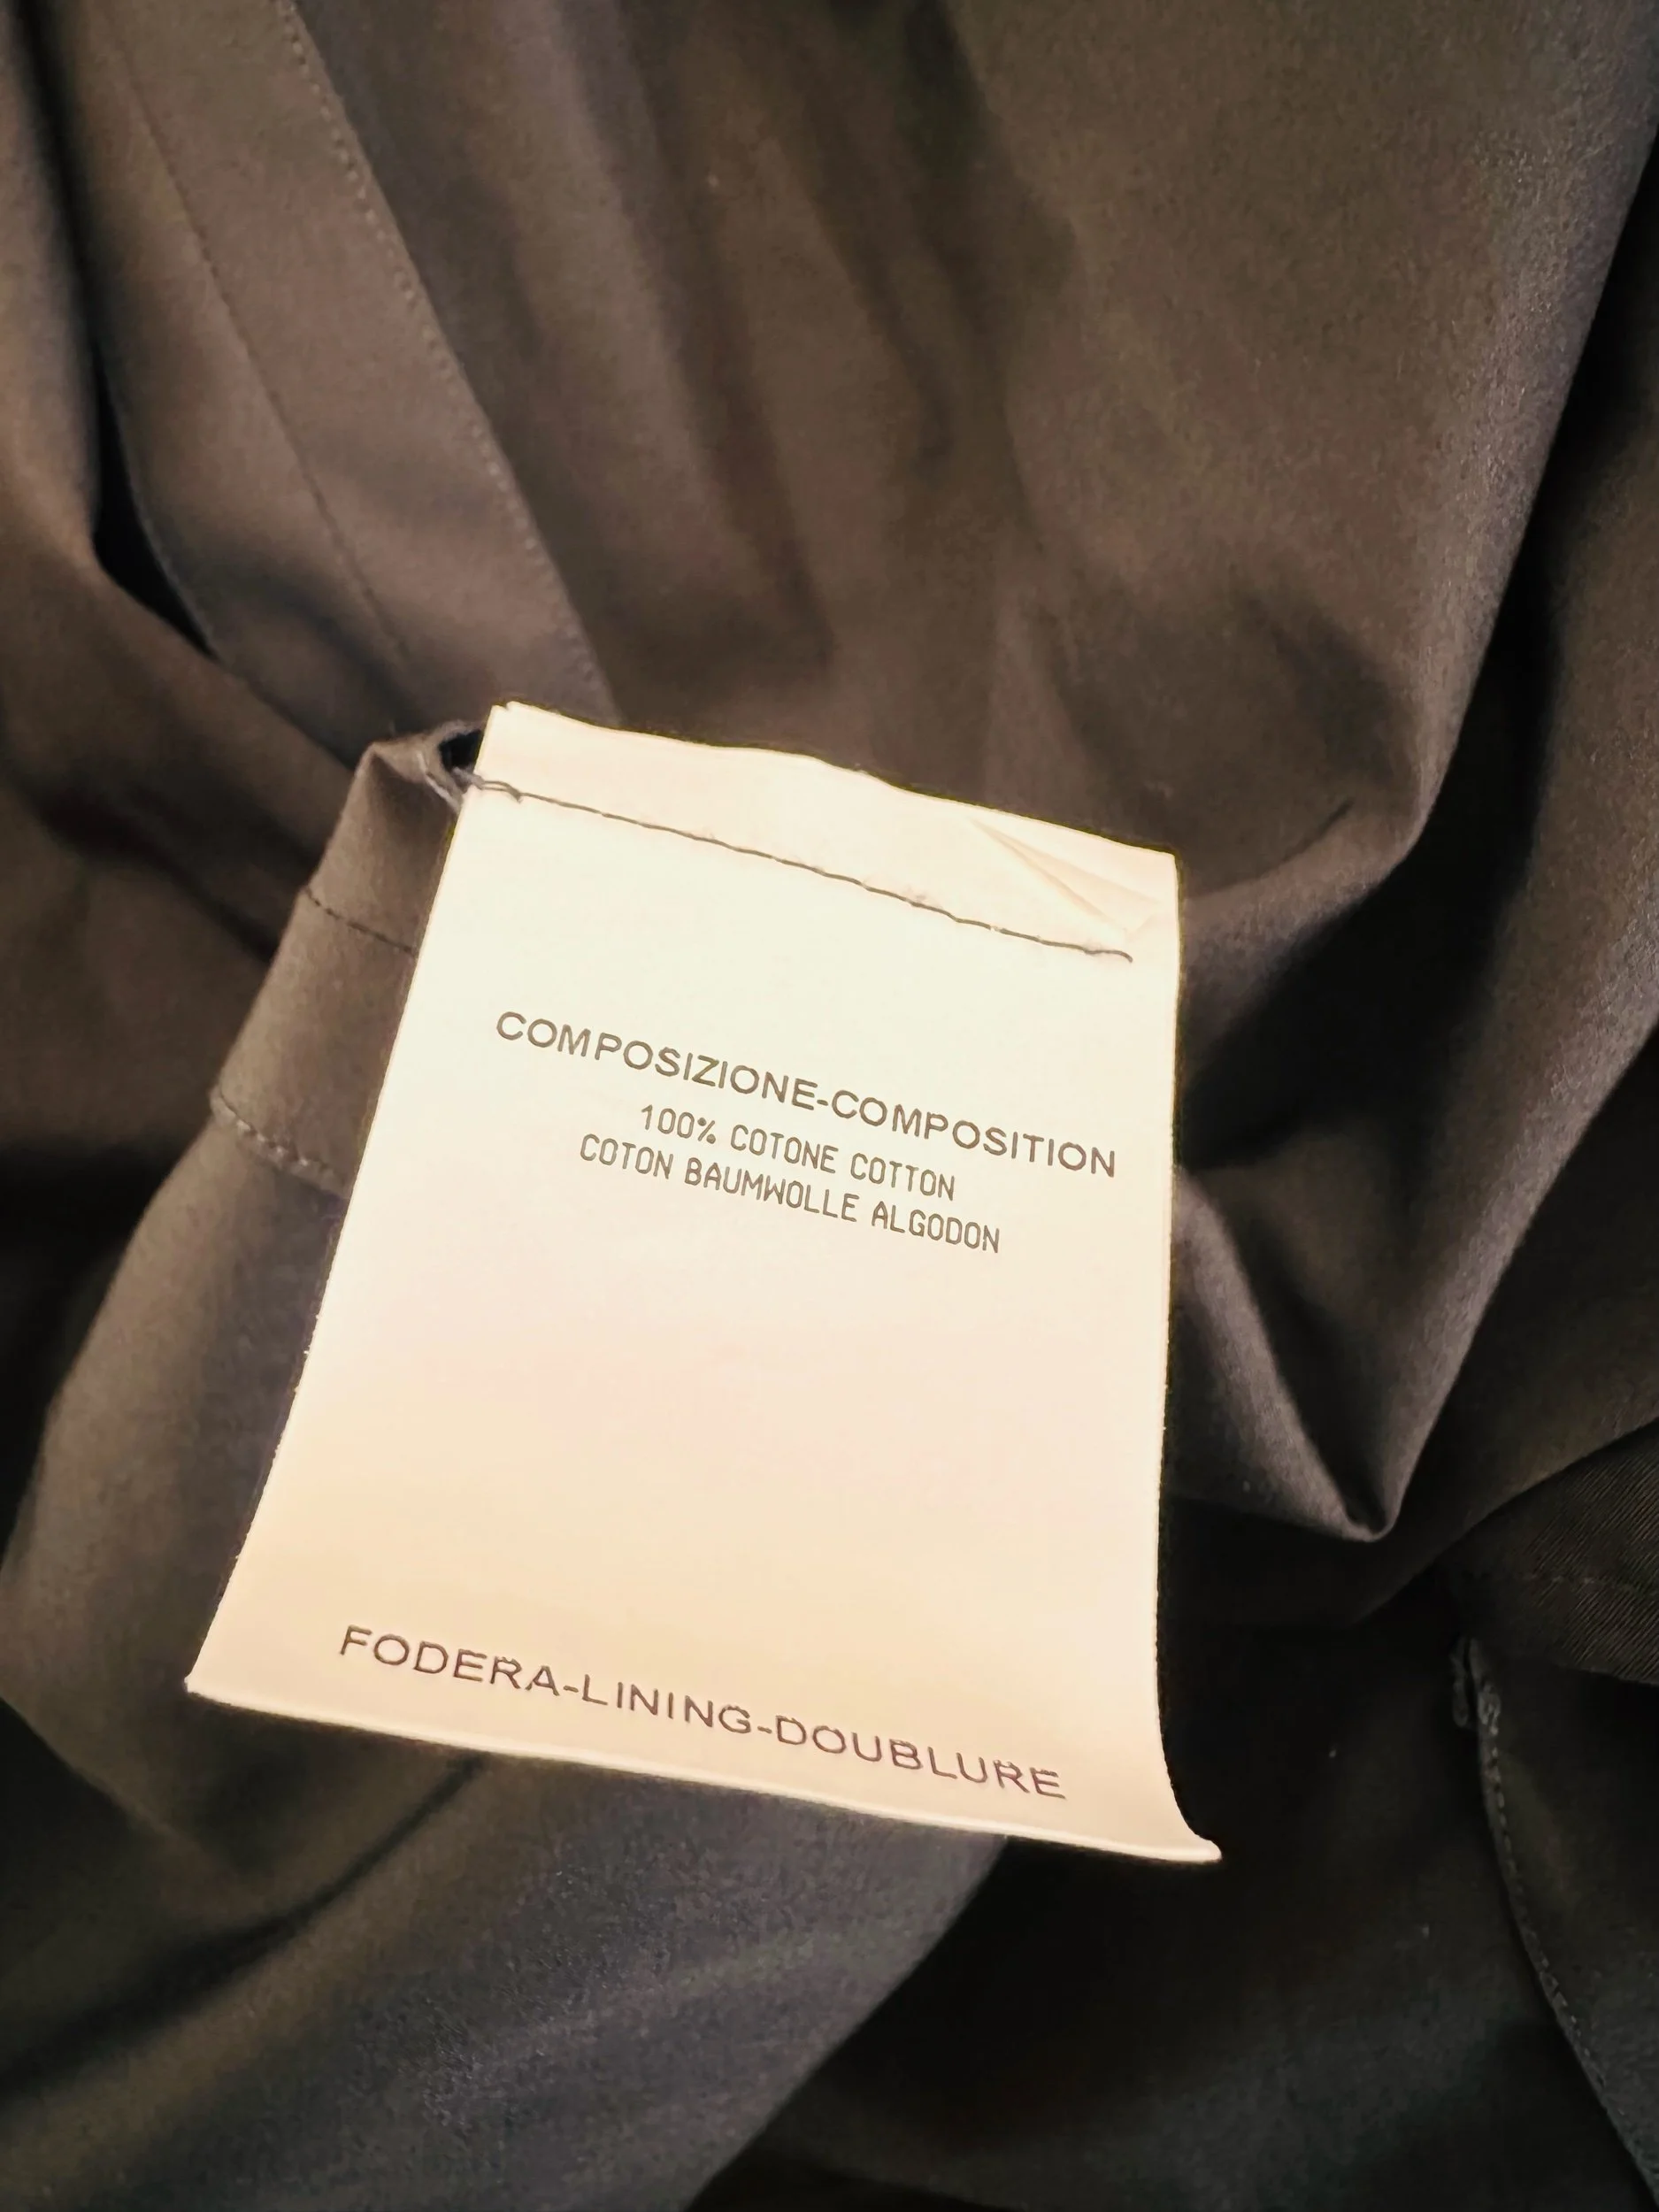 COMPOSIZIONE-COMPOSITION
100% COTONE COTTON
COTON BAUMWOLLE ALGODON
FODERA-LINING-DOUBLURE